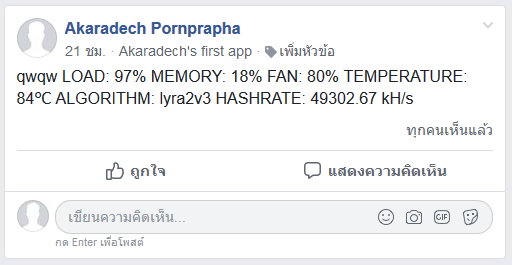 Akaradech Pornprapha
21 ชม. · Akaradech's first app · เพิ่มหัวข้อ
qwqw LOAD: 97% MEMORY: 18% FAN: 80% TEMPERATURE:
84°C ALGORITHM: lyra2v3 HASHRATE: 49302.67 kH/s
ทุกคนเห็นแล้ว
ถูกใจ แสดงความคิดเห็น
เขียนความคิดเห็น... GIF
กด Enter เพื่อโพสต์